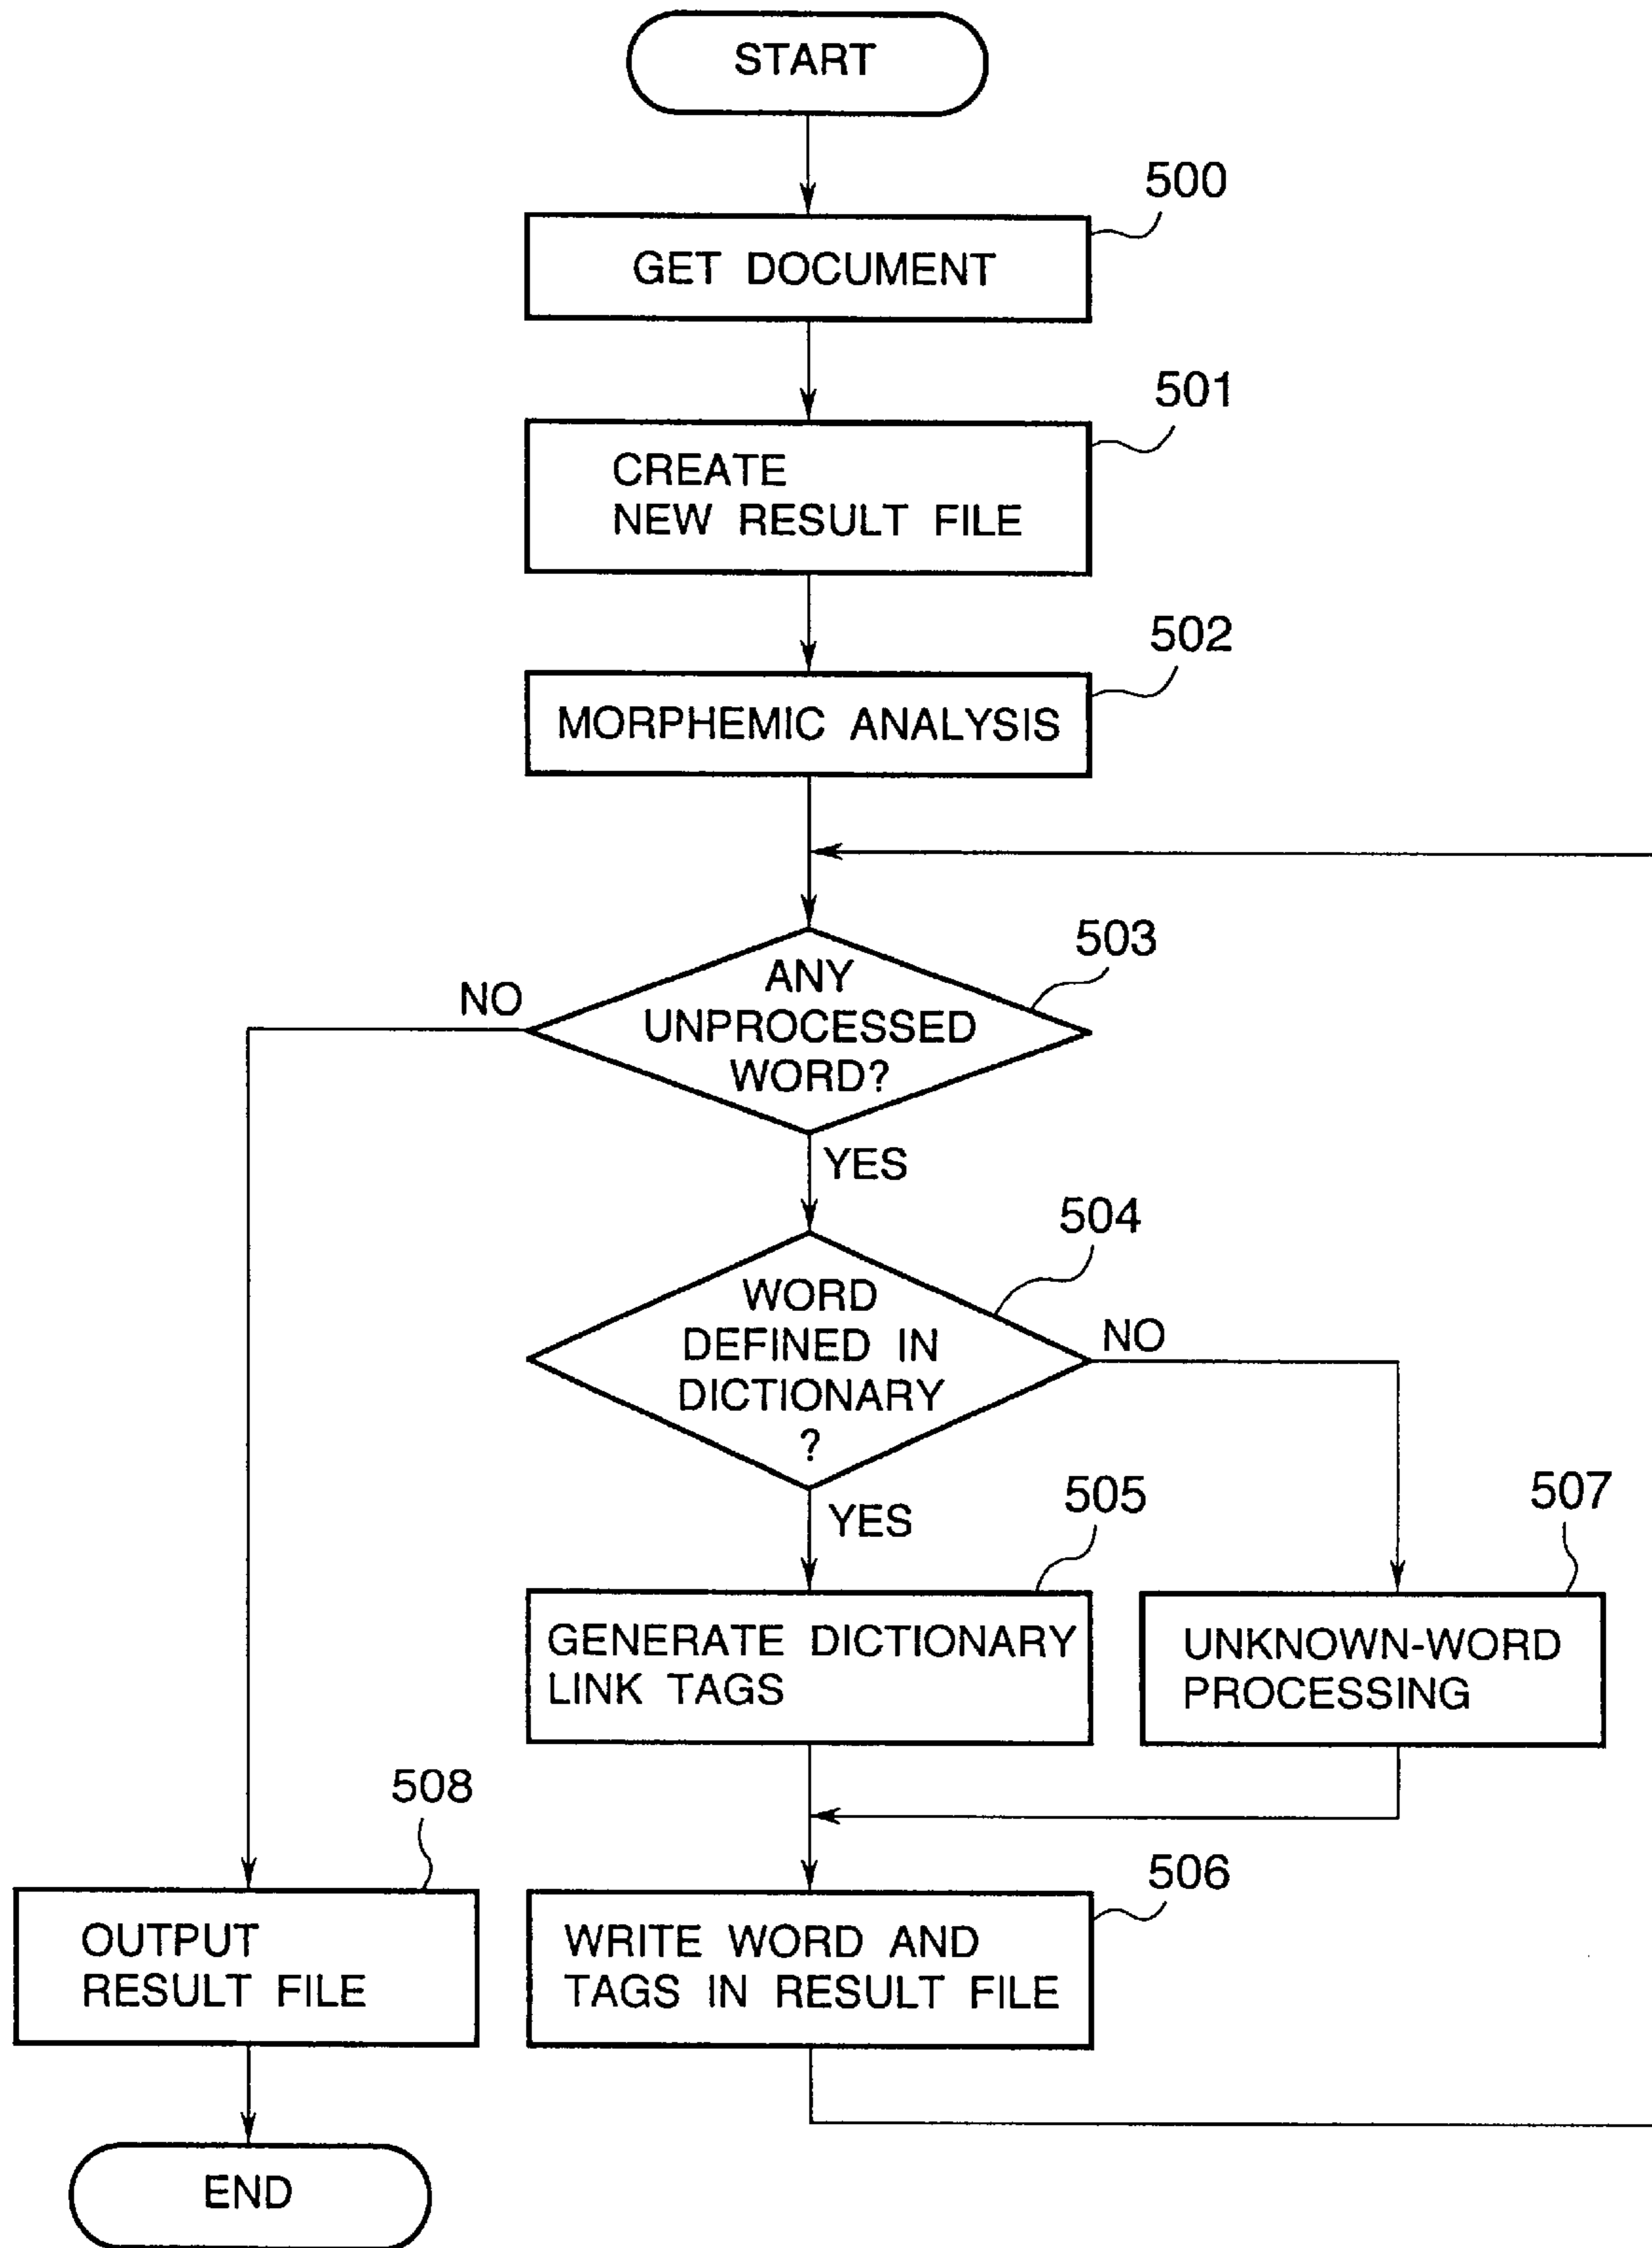 START
500
GET DOCUMENT
501
CREATE
NEW RESULT FILE
502
MORPHEMIC ANALYSIS
503
NO
ANY
UNPROCESSED
WORD?
YES
504
WORD
DEFINED IN
DICTIONARY
?
NO
YES
505
507
GENERATE DICTIONARY
LINK TAGS
UNKNOWN-WORD
PROCESSING
508
506
OUTPUT
RESULT FILE
WRITE WORD AND
TAGS IN RESULT FILE
END